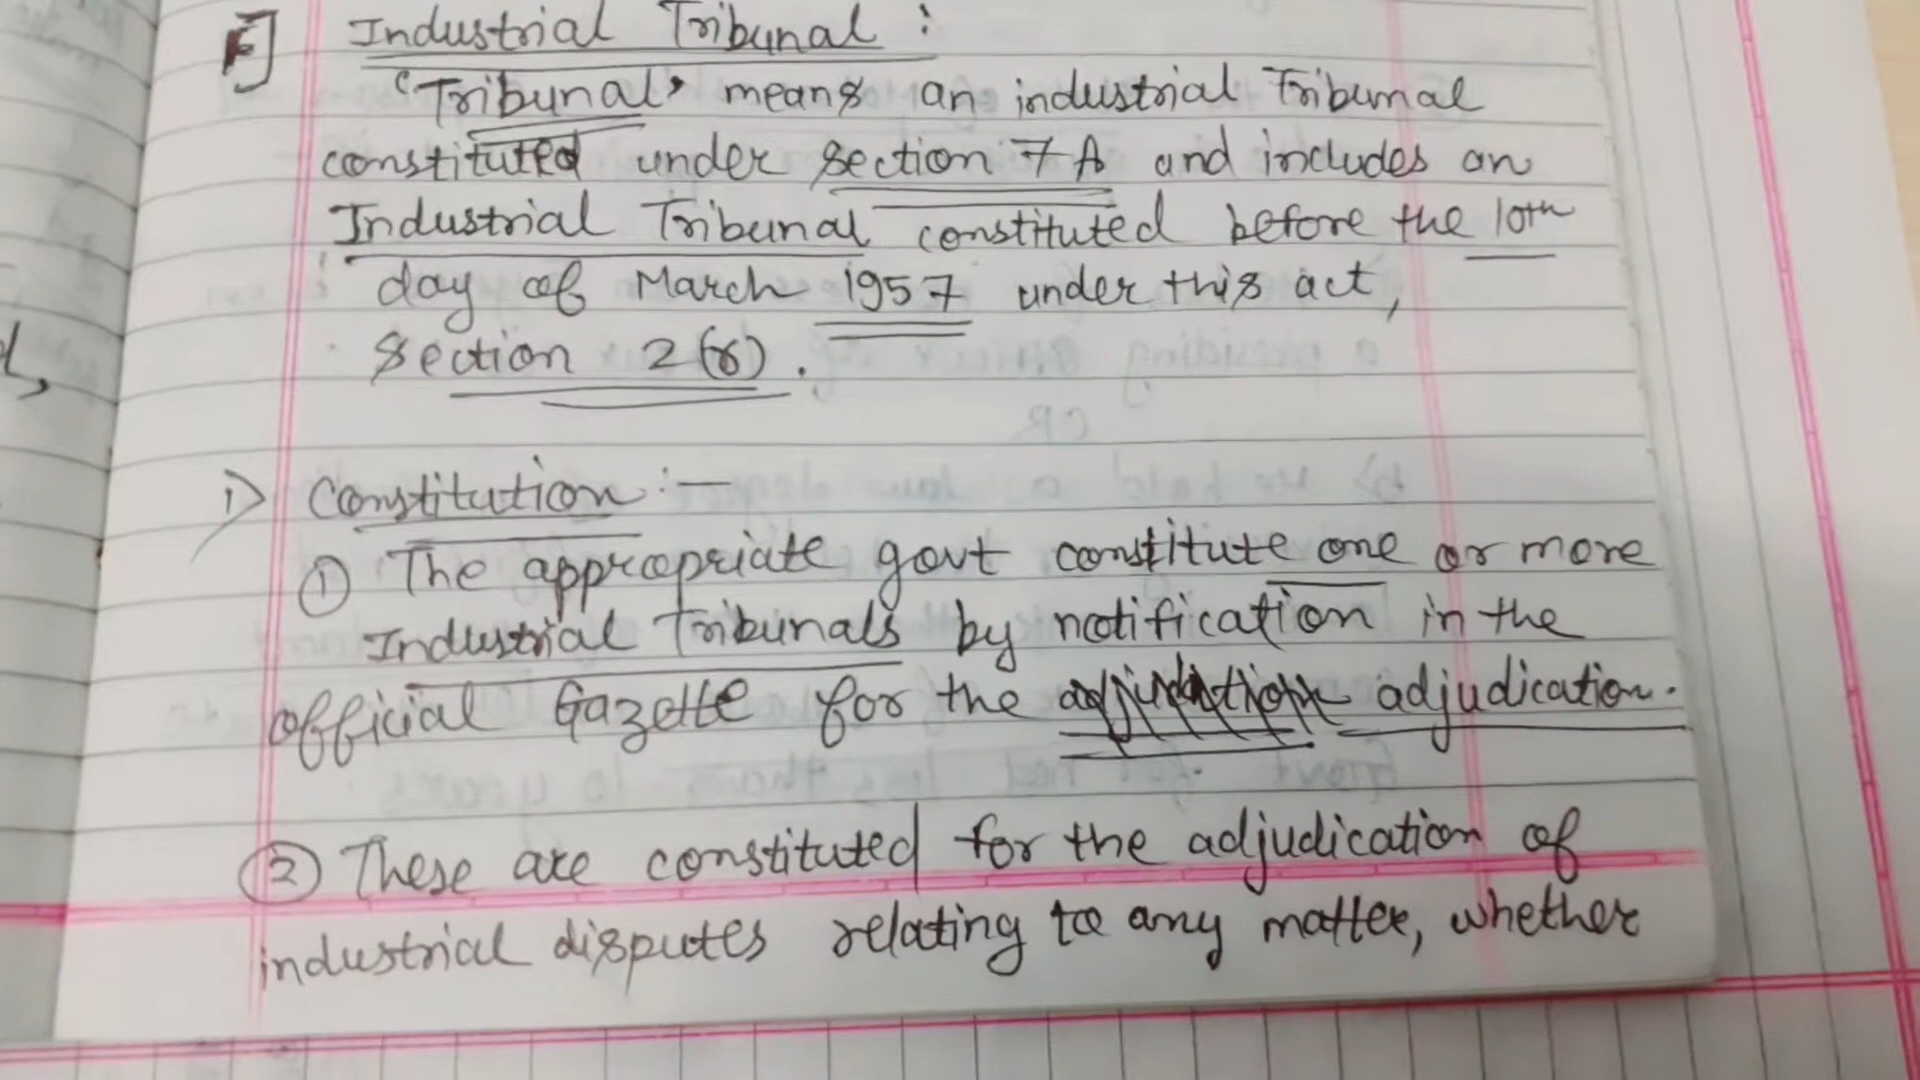 E] Industrial Tribunal :
'Tribunal' means an industrial Tribunal
constituted under section 7A and includes an
Industrial Tribunal constituted before the 10th
day of March 1957 under this act,
section 2(r).
i> Constitution :—
① The appropriate govt constitute one or more
Industrial Tribunals by notification in the
official Gazette for the adjudication.
② These are constituted for the adjudication of
industrial disputes relating to any matter, whether